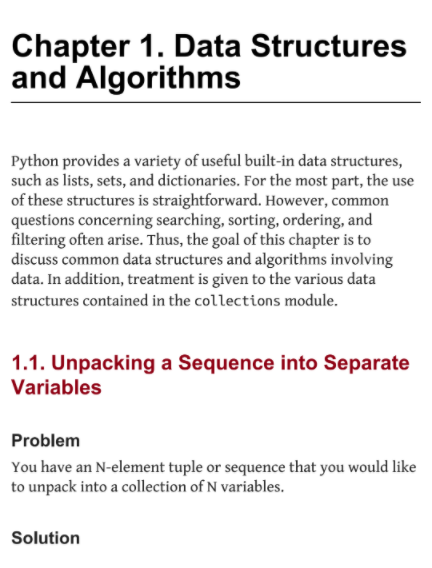 Chapter 1. Data Structures
and Algorithms
Python provides a variety of useful built-in data structures,
such as lists, sets, and dictionaries. For the most part, the use
of these structures is straightforward. However, common
questions concerning searching, sorting, ordering, and
filtering often arise. Thus, the goal of this chapter is to
discuss common data structures and algorithms involving
data. In addition, treatment is given to the various data
structures contained in the collections module.
1.1. Unpacking a Sequence into Separate
Variables
Problem
You have an N-element tuple or sequence that you would like
to unpack into a collection of N variables.
Solution